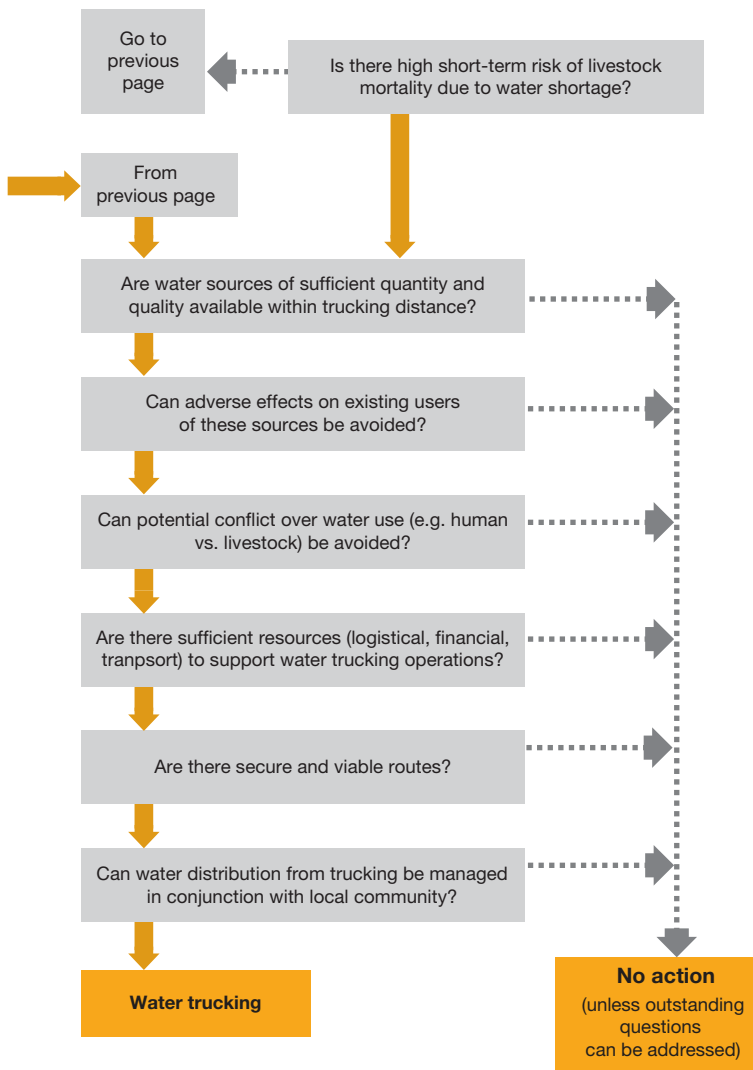 Go to
previous
page
Is there high short-term risk of livestock
mortality due to water shortage?
From
previous page
Are water sources of sufficient quantity and
quality available within trucking distance?
Can adverse effects on existing users
of these sources be avoided?
Can potential conflict over water use (e.g. human
vs. livestock) be avoided?
Are there sufficient resources (logistical, financial,
tranpsort) to support water trucking operations?
Are there secure and viable routes?
Can water distribution from trucking be managed
in conjunction with local community?
Water trucking
No action
(unless outstanding
questions
can be addressed)